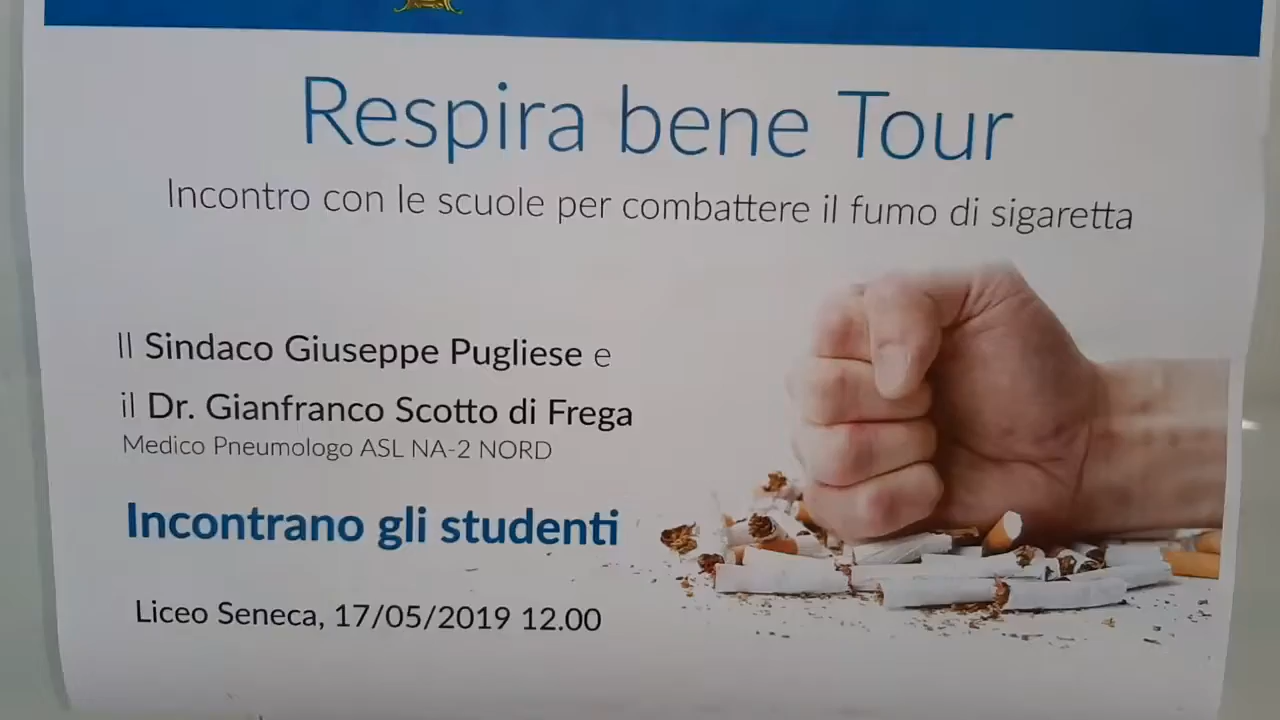 Respira bene Tour
Incontro con le scuole per combattere il fumo di sigaretta
Il Sindaco Giuseppe Pugliese e
il Dr. Gianfranco Scotto di Frega
Medico Pneumologo ASL NA-2 NORD
Incontrano gli studenti
Liceo Seneca, 17/05/2019 12.00